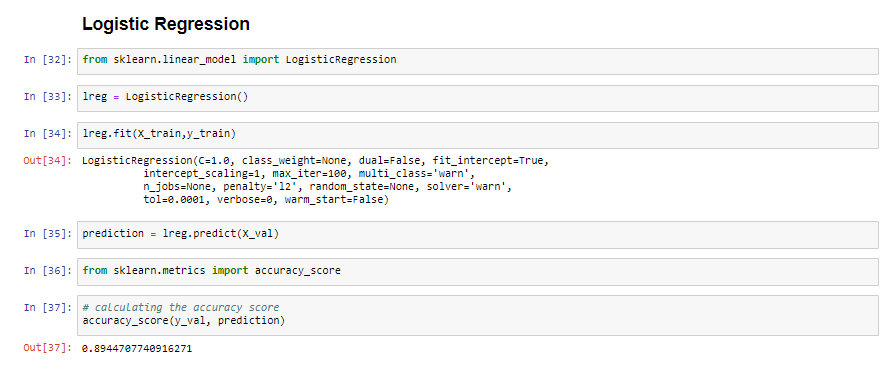 Logistic Regression
In [32]: from sklearn.linear_model import LogisticRegression
In [33]: lreg = LogisticRegression()
In [34]: lreg.fit(X_train,y_train)
Out[34]: LogisticRegression(C=1.0, class_weight=None, dual=False, fit_intercept=True,
intercept_scaling=1, max_iter=100, multi_class='warn',
n_jobs=None, penalty='l2', random_state=None, solver='warn',
tol=0.0001, verbose=0, warm_start=False)
In [35]: prediction = lreg.predict(X_val)
In [36]: from sklearn.metrics import accuracy_score
In [37]: # calculating the accuracy score
accuracy_score(y_val, prediction)
Out[37]: 0.8944707740916271